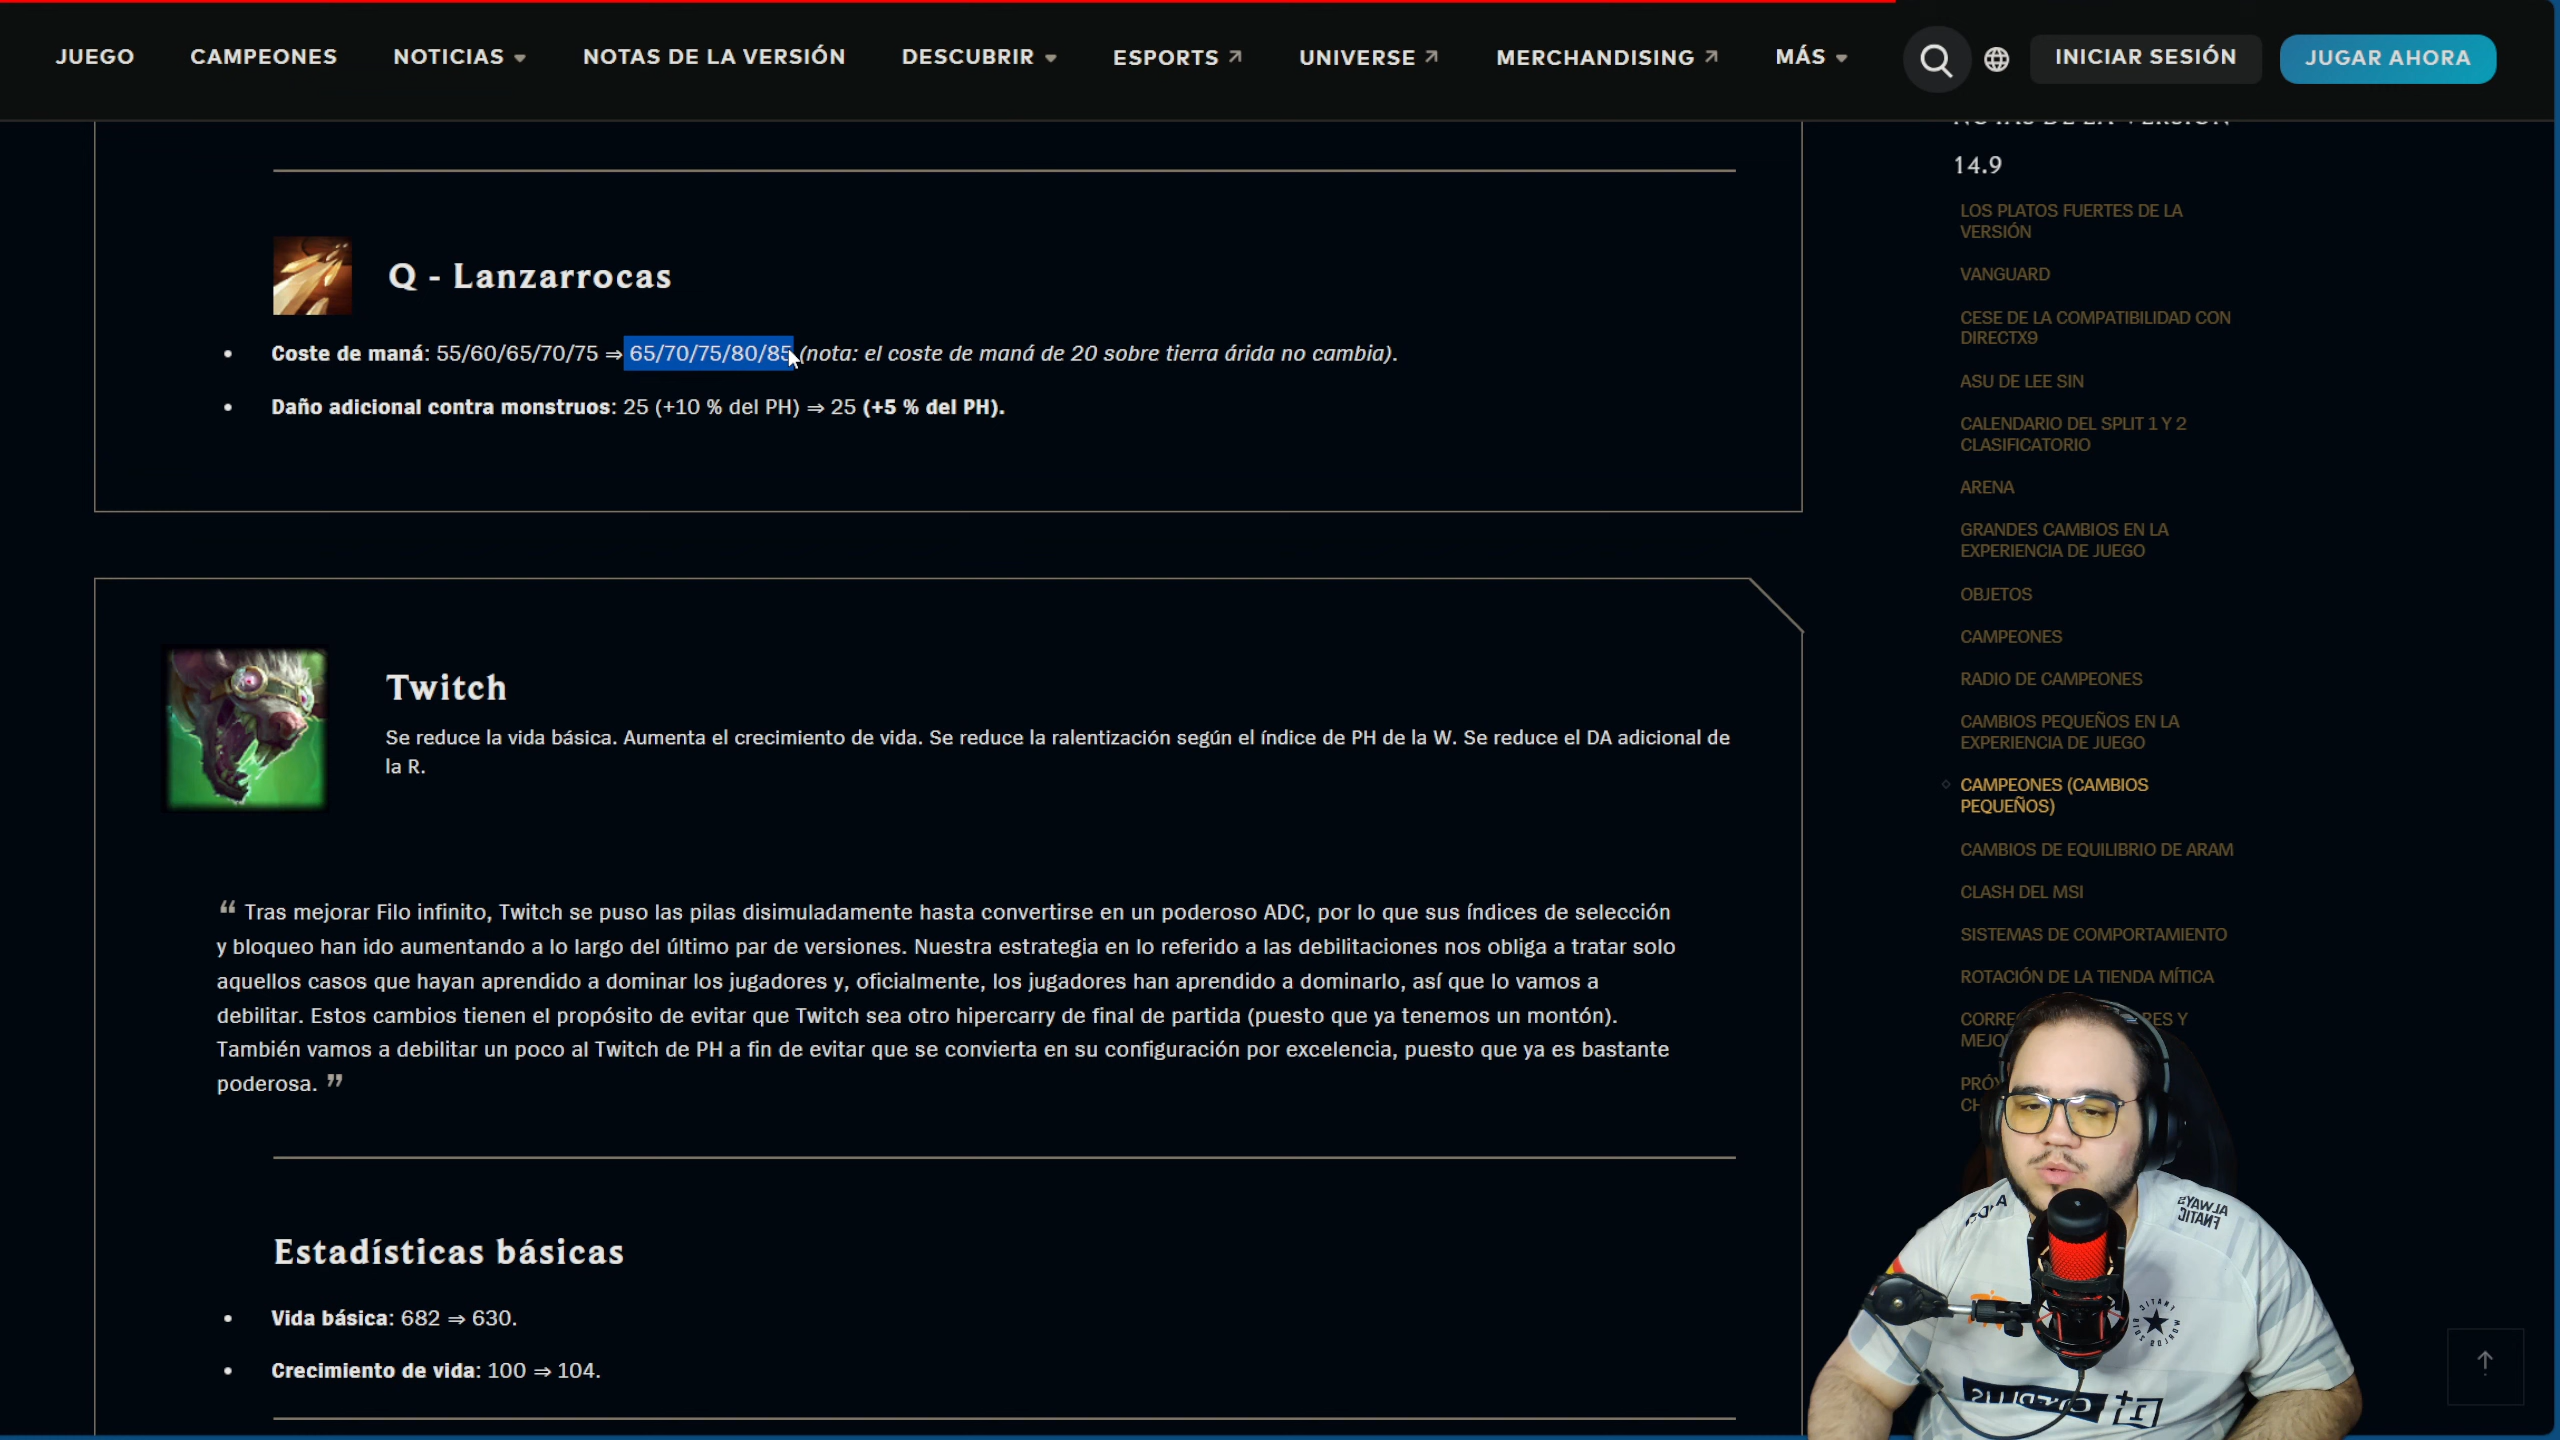 JUEGO CAMPEONES NOTICIAS NOTAS DE LA VERSIÓN DESCUBRIR ESPORTS UNIVERSE MERCHANDISING MÁS INICIAR SESIÓN JUGAR AHORA
NOTAS DE LA VERSIÓN
14.9
LOS PLATOS FUERTES DE LA
VERSIÓN
VANGUARD
CESE DE LA COMPATIBILIDAD CON
DIRECTX9
ASU DE LEE SIN
CALENDARIO DEL SPLIT 1 Y 2
CLASIFICATORIO
ARENA
GRANDES CAMBIOS EN LA
EXPERIENCIA DE JUEGO
OBJETOS
CAMPEONES
RADIO DE CAMPEONES
CAMBIOS PEQUEÑOS EN LA
EXPERIENCIA DE JUEGO
CAMPEONES (CAMBIOS
PEQUEÑOS)
CAMBIOS DE EQUILIBRIO DE ARAM
CLASH DEL MSI
SISTEMAS DE COMPORTAMIENTO
ROTACIÓN DE LA TIENDA MÍTICA
Q - Lanzarrocas
• Coste de maná: 55/60/65/70/75 ⇒ 65/70/75/80/85 (nota: el coste de maná de 20 sobre tierra árida no cambia).
• Daño adicional contra monstruos: 25 (+10 % del PH) ⇒ 25 (+5 % del PH).
Twitch
Se reduce la vida básica. Aumenta el crecimiento de vida. Se reduce la ralentización según el índice de PH de la W. Se reduce el DA adicional de
la R.
“ Tras mejorar Filo infinito, Twitch se puso las pilas disimuladamente hasta convertirse en un poderoso ADC, por lo que sus índices de selección
y bloqueo han ido aumentando a lo largo del último par de versiones. Nuestra estrategia en lo referido a las debilitaciones nos obliga a tratar solo
aquellos casos que hayan aprendido a dominar los jugadores y, oficialmente, los jugadores han aprendido a dominarlo, así que lo vamos a
debilitar. Estos cambios tienen el propósito de evitar que Twitch sea otro hipercarry de final de partida (puesto que ya tenemos un montón).
También vamos a debilitar un poco al Twitch de PH a fin de evitar que se convierta en su configuración por excelencia, puesto que ya es bastante
poderosa. ”
Estadísticas básicas
• Vida básica: 682 ⇒ 630.
• Crecimiento de vida: 100 ⇒ 104.
ALWAYS
FNATIC